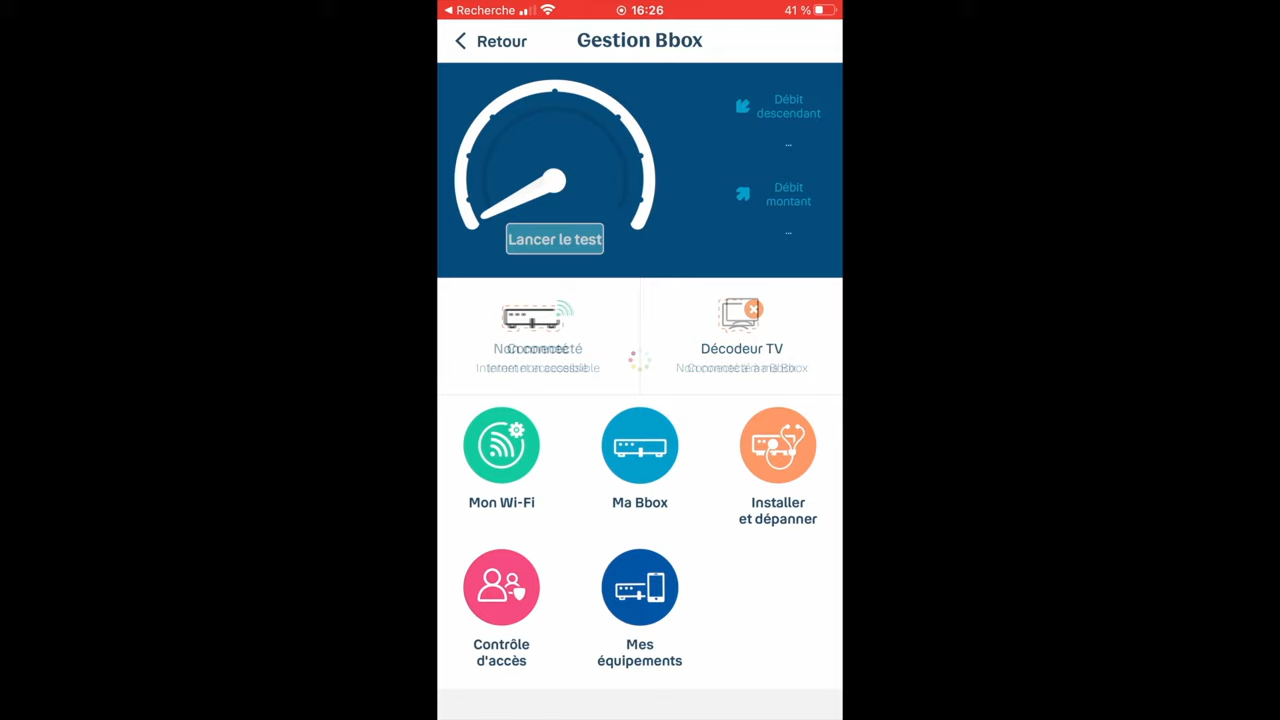 Recherche
16:26
41 %
Retour
Gestion Bbox
Débit
descendant
...
Débit
montant
...
Lancer le test
Décodeur TV
Mon Wi-Fi
Ma Bbox
Installer
et dépanner
Contrôle
d'accès
Mes
équipements